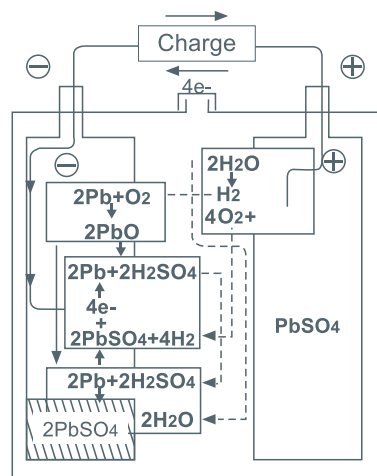 Charge
4e-
2Pb+O2
2PbO
2Pb+2H2SO4
4e-
+
2PbSO4+4H2
2Pb+2H2SO4
2H2O
2PbSO4
2H2O
H2
4O2+
PbSO4